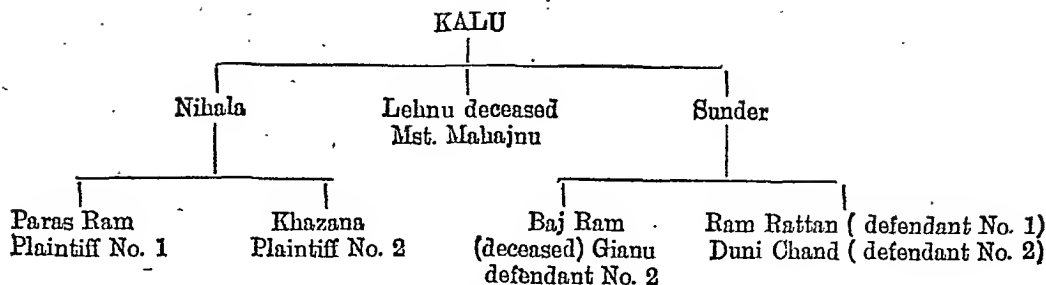 KALU
Nihala Lehnu deceased Sunder
Mst. Mahajnu
Paras Ram Khazana Baj Ram Ram Rattan ( defendant No. 1)
Plaintiff No. 1 Plaintiff No. 2 (deceased) Gianu Duni Chand ( defendant No. 2)
defendant No. 2